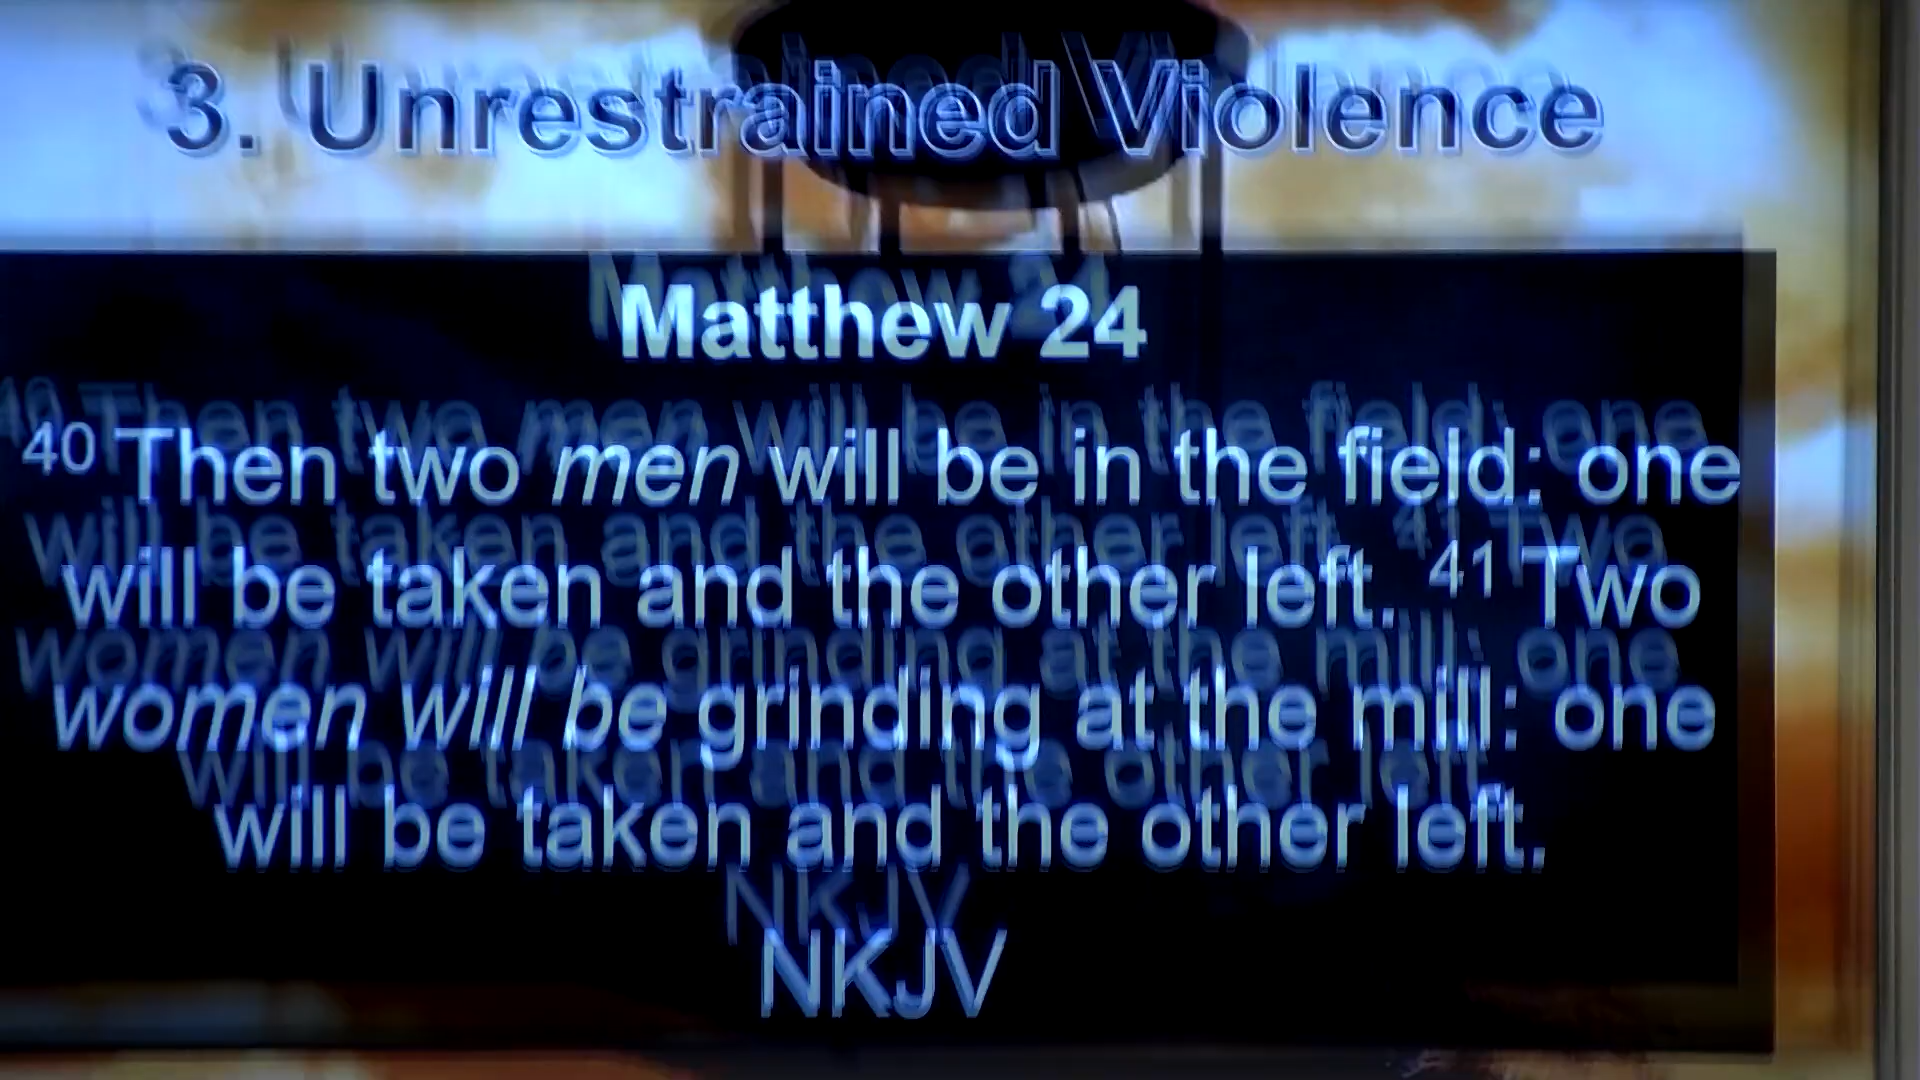 3. Unrestrained Violence
Matthew 24
40 Then two men will be in the field: one
will be taken and the other left. 41 Two
women will be grinding at the mill: one
will be taken and the other left.
NKJV